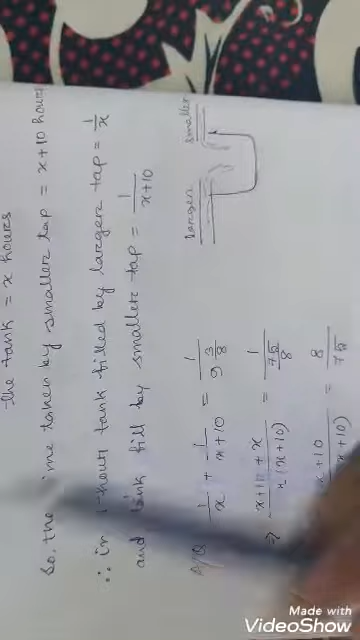 the tank = x hours
So, the time taken by smaller tap = x+10 hours
∴ in 1 hour tank filled by larger tap = 1/x
and tank fill by smaller tap = 1/(x+10)
larger smaller
1/x + 1/(x+10) = 1/(9 3/8)
⇒ (x+10+x)/(x(x+10)) = 1/(75/8)
x+10 = 8/75
x+10)
Made with
VideoShow